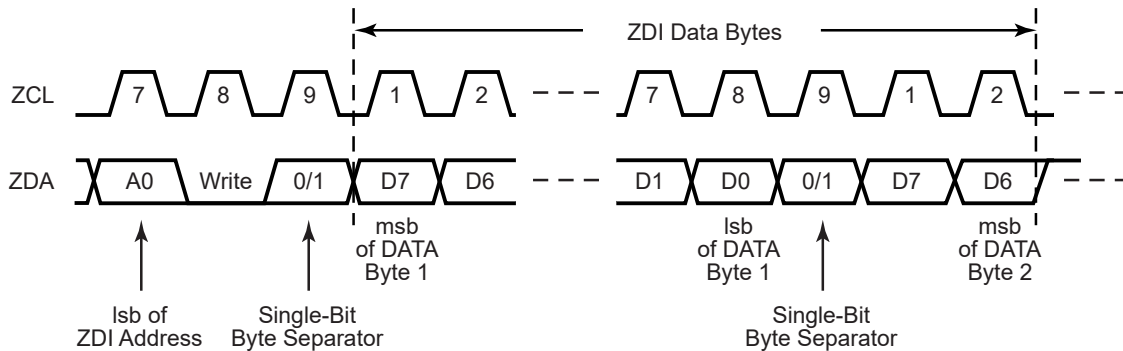 ZDI Data Bytes
ZCL 7 8 9 1 2 7 8 9 1 2
ZDA A0 Write 0/1 D7 D6 D1 D0 0/1 D7 D6
msb
of DATA
Byte 1
lsb
of DATA
Byte 1
msb
of DATA
Byte 2
lsb of
ZDI Address
Single-Bit
Byte Separator
Single-Bit
Byte Separator